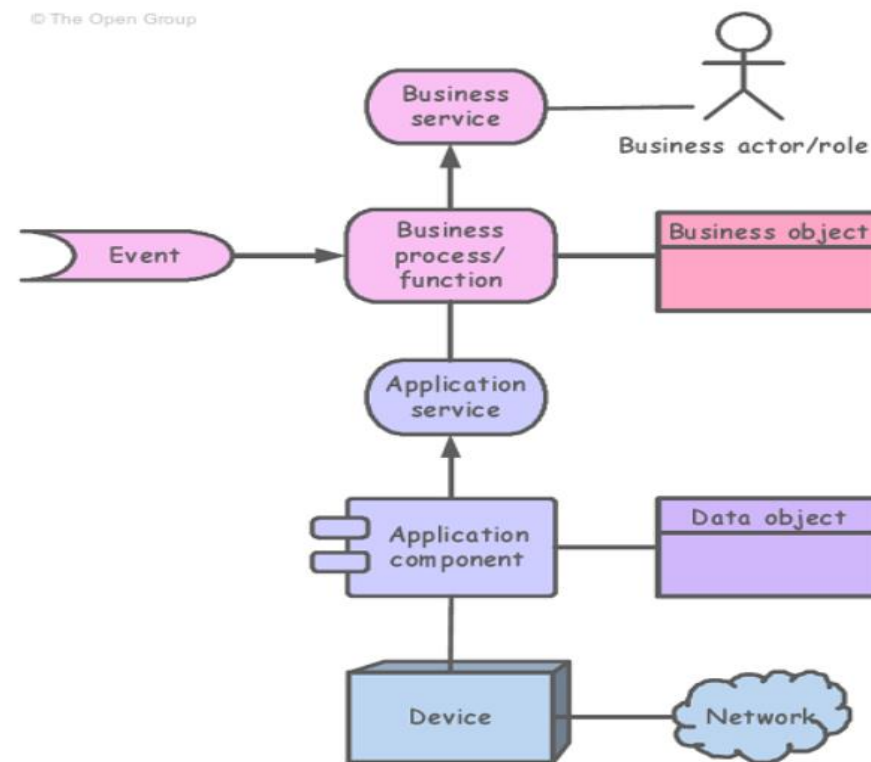 © The Open Group
Business
service
Business actor/role
Event
Business
process/
function
Business object
Application
service
Application
component
Data object
Device
Network